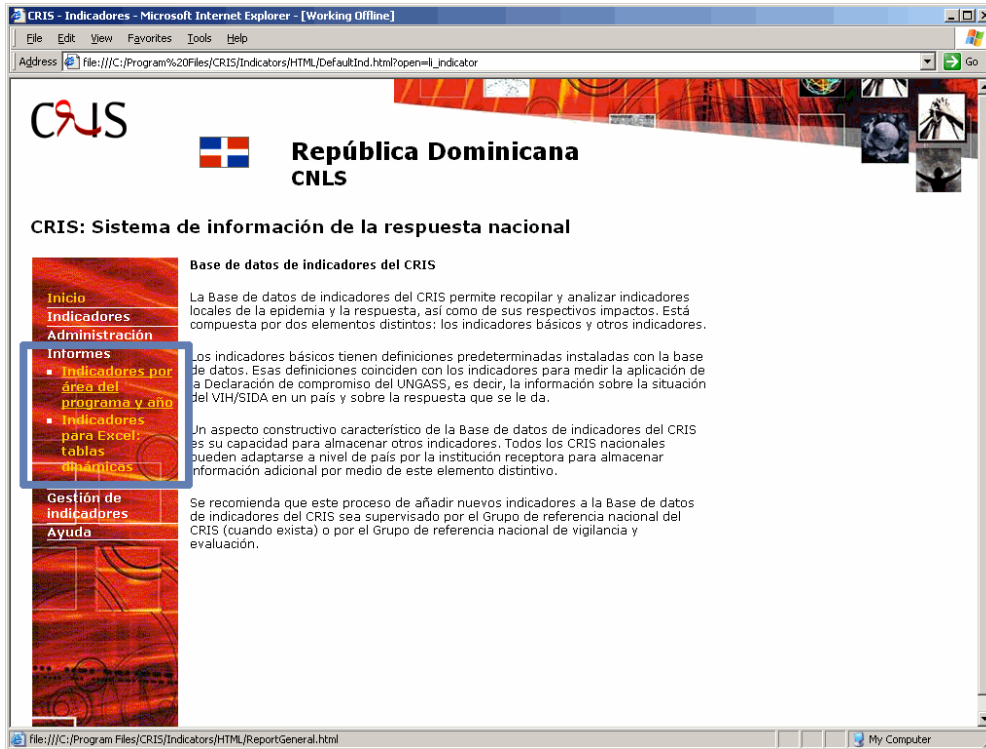 CRIS - Indicadores - Microsoft Internet Explorer - [Working Offline]
File Edit View Favorites Tools Help
Address file:///C:/Program%20Files/CRIS/Indicators/HTML/DefaultInd.html?open=li_indicator Go
CRIS
República Dominicana
CNLS
CRIS: Sistema de información de la respuesta nacional
Inicio
Indicadores
Administración
Informes
Indicadores por
área del
programa y año
Indicadores
para Excel:
tablas
dinámicas
Gestión de
indicadores
Ayuda
Base de datos de indicadores del CRIS
La Base de datos de indicadores del CRIS permite recopilar y analizar indicadores
locales de la epidemia y la respuesta, así como de sus respectivos impactos. Está
compuesta por dos elementos distintos: los indicadores básicos y otros indicadores.
Los indicadores básicos tienen definiciones predeterminadas instaladas con la base
de datos. Esas definiciones coinciden con los indicadores para medir la aplicación de
la Declaración de compromiso del UNGASS, es decir, la información sobre la situación
del VIH/SIDA en un país y sobre la respuesta que se le da.
Un aspecto constructivo característico de la Base de datos de indicadores del CRIS
es su capacidad para almacenar otros indicadores. Todos los CRIS nacionales
pueden adaptarse a nivel de país por la institución receptora para almacenar
información adicional por medio de este elemento distintivo.
Se recomienda que este proceso de añadir nuevos indicadores a la Base de datos
de indicadores del CRIS sea supervisado por el Grupo de referencia nacional del
CRIS (cuando exista) o por el Grupo de referencia nacional de vigilancia y
evaluación.
file:///C:/Program Files/CRIS/Indicators/HTML/ReportGeneral.html My Computer